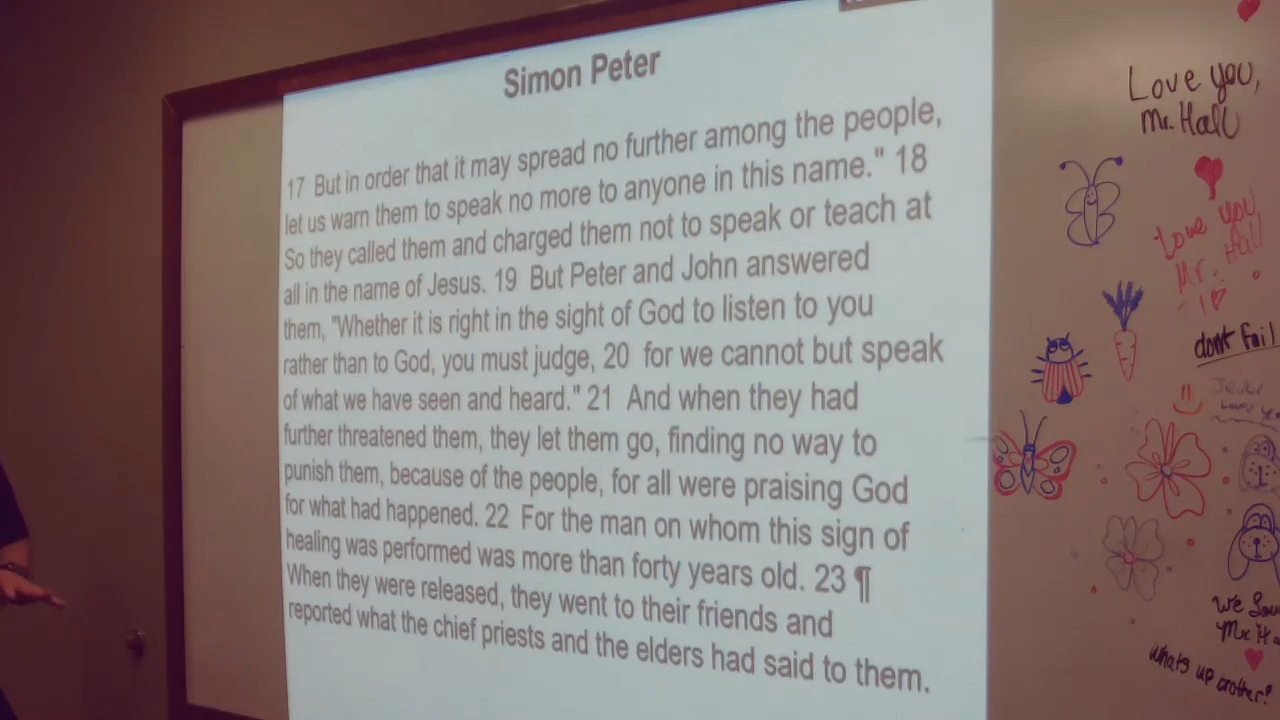 Simon Peter
17 But in order that it may spread no further among the people,
let us warn them to speak no more to anyone in this name." 18
So they called them and charged them not to speak or teach at
all in the name of Jesus. 19 But Peter and John answered
them, "Whether it is right in the sight of God to listen to you
rather than to God, you must judge, 20 for we cannot but speak
of what we have seen and heard." 21 And when they had
further threatened them, they let them go, finding no way to
punish them, because of the people, for all were praising God
for what had happened. 22 For the man on whom this sign of
healing was performed was more than forty years old. 23 ¶
When they were released, they went to their friends and
reported what the chief priests and the elders had said to them.
Love you,
Mr. Hall
Love you
Mr.
Hall
dont fail
We
Mr.
whats up brother?